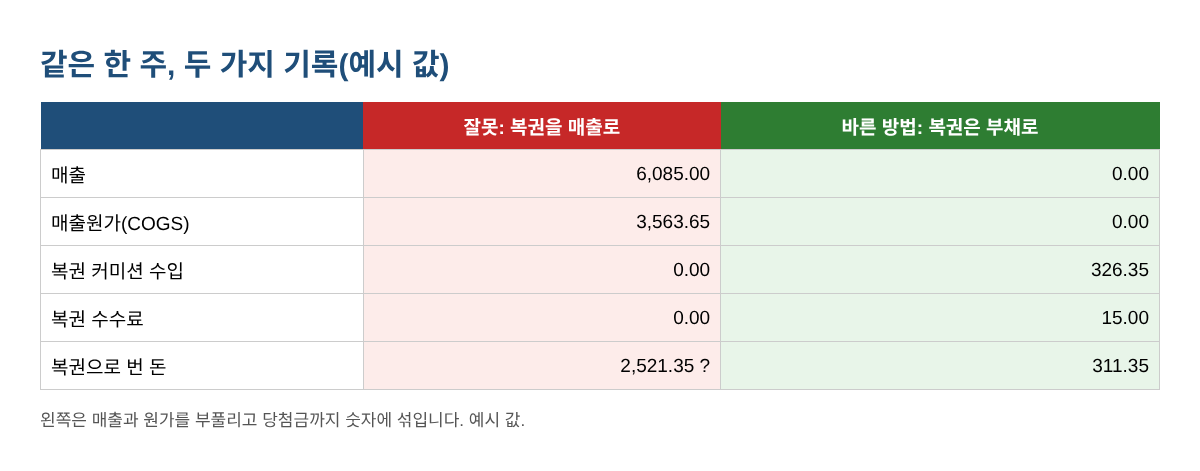 같은 한 주, 두 가지 기록(예시 값)
잘못: 복권을 매출로 바른 방법: 복권은 부채로
매출 6,085.00 0.00
매출원가(COGS) 3,563.65 0.00
복권 커미션 수입 0.00 326.35
복권 수수료 0.00 15.00
복권으로 번 돈 2,521.35 ? 311.35
왼쪽은 매출과 원가를 부풀리고 당첨금까지 숫자에 섞입니다. 예시 값.